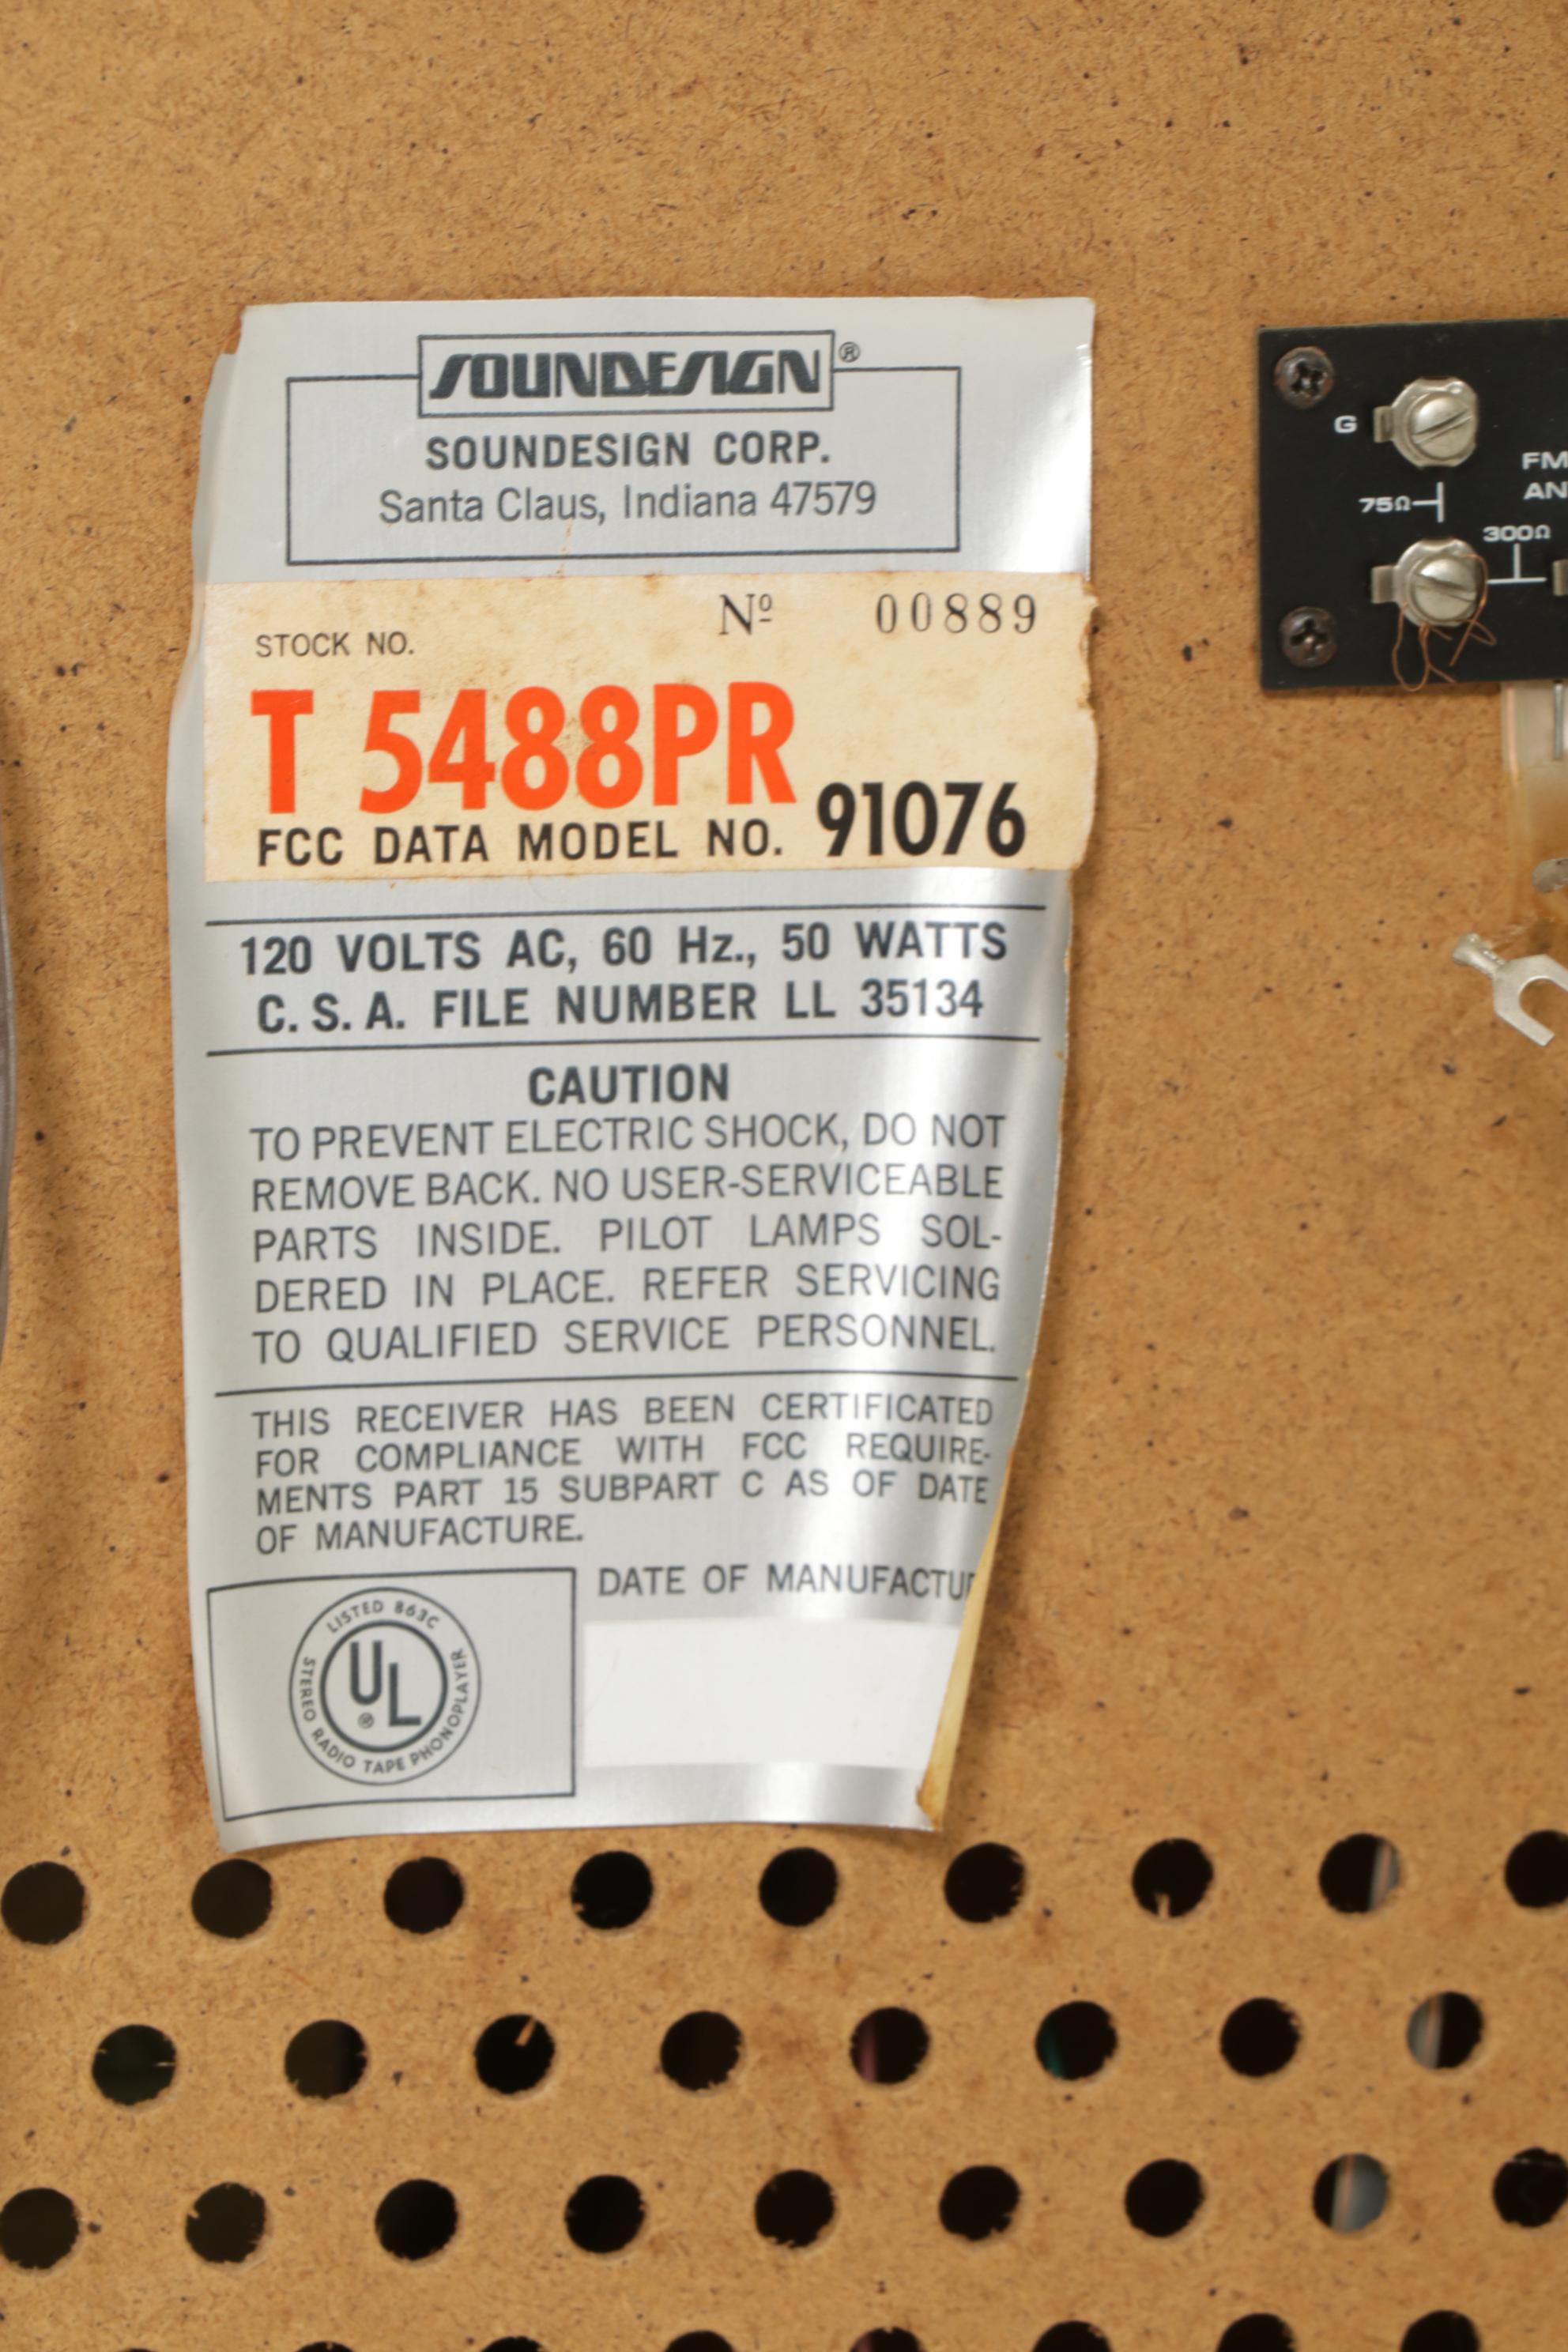 SOUNDESIGN®
SOUNDESIGN CORP.
Santa Claus, Indiana 47579
Nº 00889
STOCK NO.
T 5488PR
FCC DATA MODEL NO. 91076
120 VOLTS AC, 60 Hz., 50 WATTS
C. S. A. FILE NUMBER LL 35134
CAUTION
TO PREVENT ELECTRIC SHOCK, DO NOT
REMOVE BACK. NO USER-SERVICEABLE
PARTS INSIDE. PILOT LAMPS SOL-
DERED IN PLACE. REFER SERVICING
TO QUALIFIED SERVICE PERSONNEL.
THIS RECEIVER HAS BEEN CERTIFICATED
FOR COMPLIANCE WITH FCC REQUIRE-
MENTS PART 15 SUBPART C AS OF DATE
OF MANUFACTURE.
DATE OF MANUFACTU
LISTED 863C
UL®
STEREO RADIO TAPE PHONOPLAYER
G
FM
AN
75Ω
300Ω